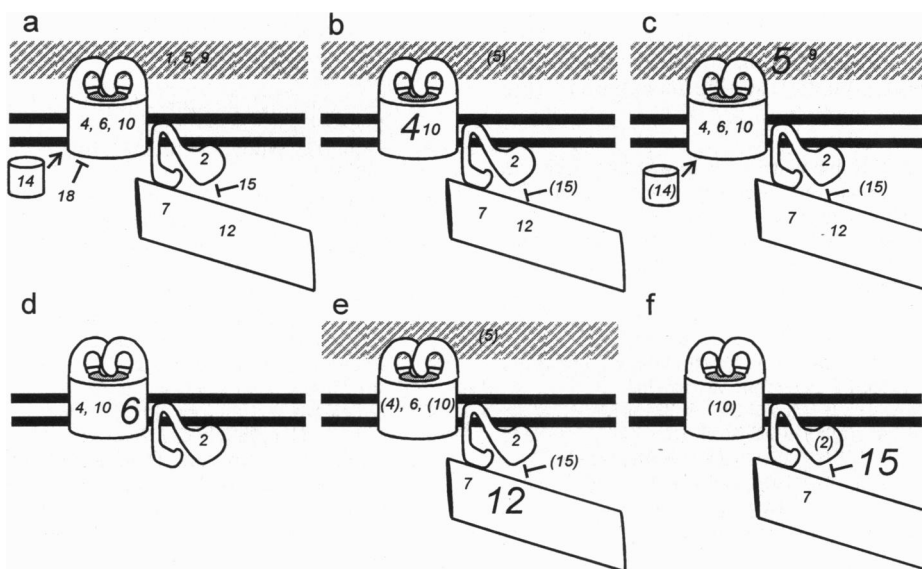 a
1, 5, 9
4, 6, 10
2
14
18
15
7
12
b
(5)
4 10
2
(15)
7
12
c
5 9
4, 6, 10
2
(14)
(15)
7
12
d
4, 10 6
2
e
(5)
(4), 6, (10)
2
(15)
7
12
f
(10)
(2)
15
7